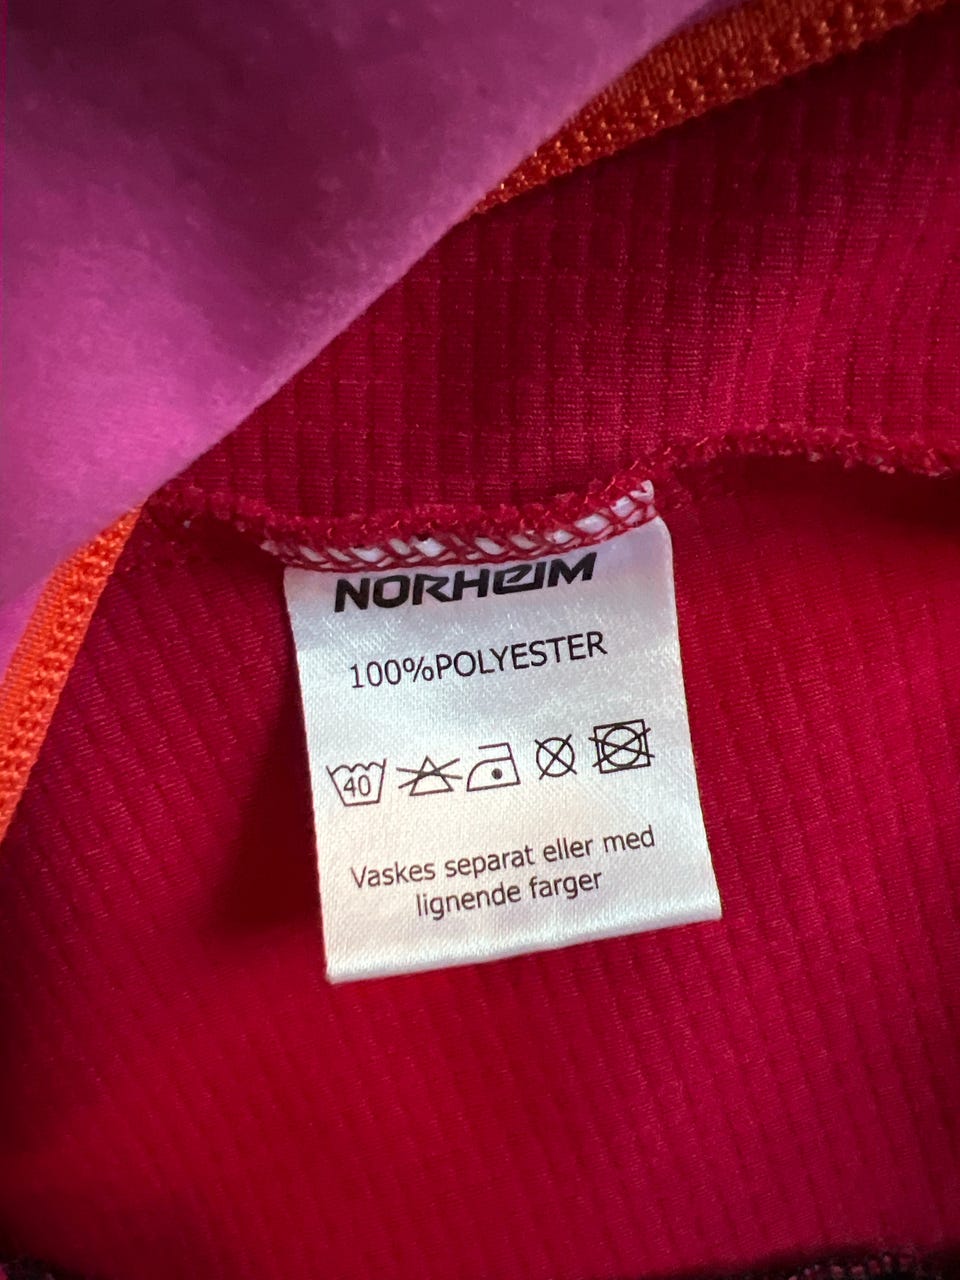 NORHEIM
100%POLYESTER
40
Vaskes separat eller med
lignende farger